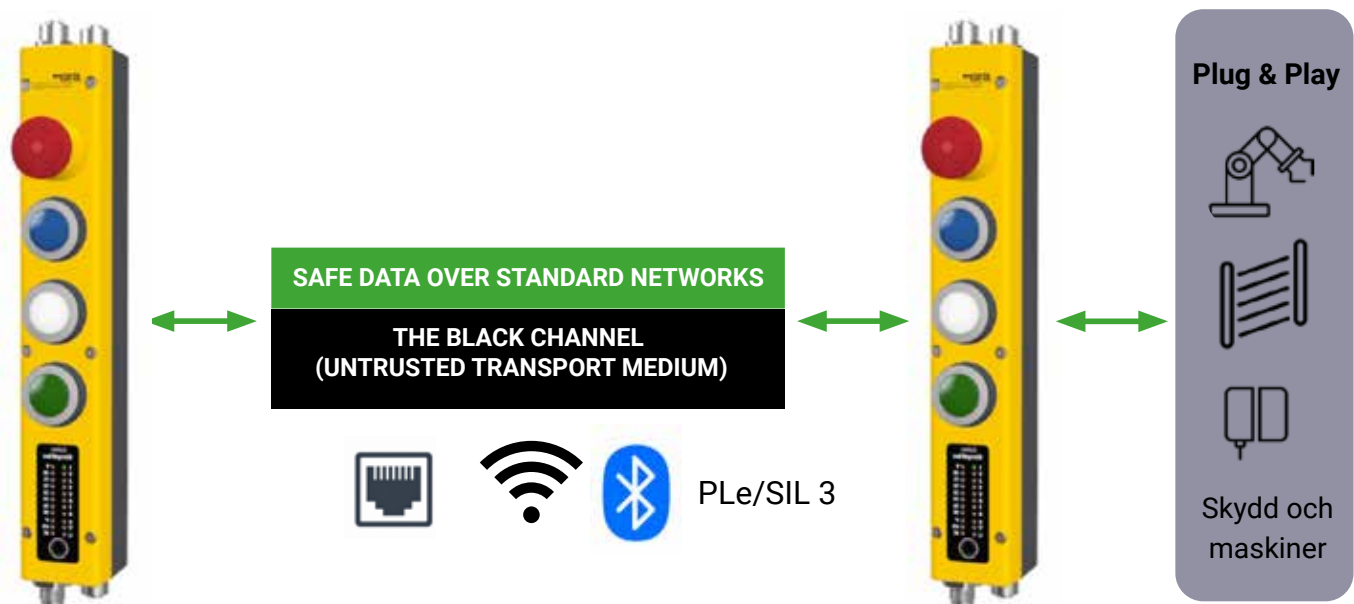 SAFE DATA OVER STANDARD NETWORKS
THE BLACK CHANNEL
(UNTRUSTED TRANSPORT MEDIUM)
PLe/SIL 3
Plug & Play
Skydd och
maskiner